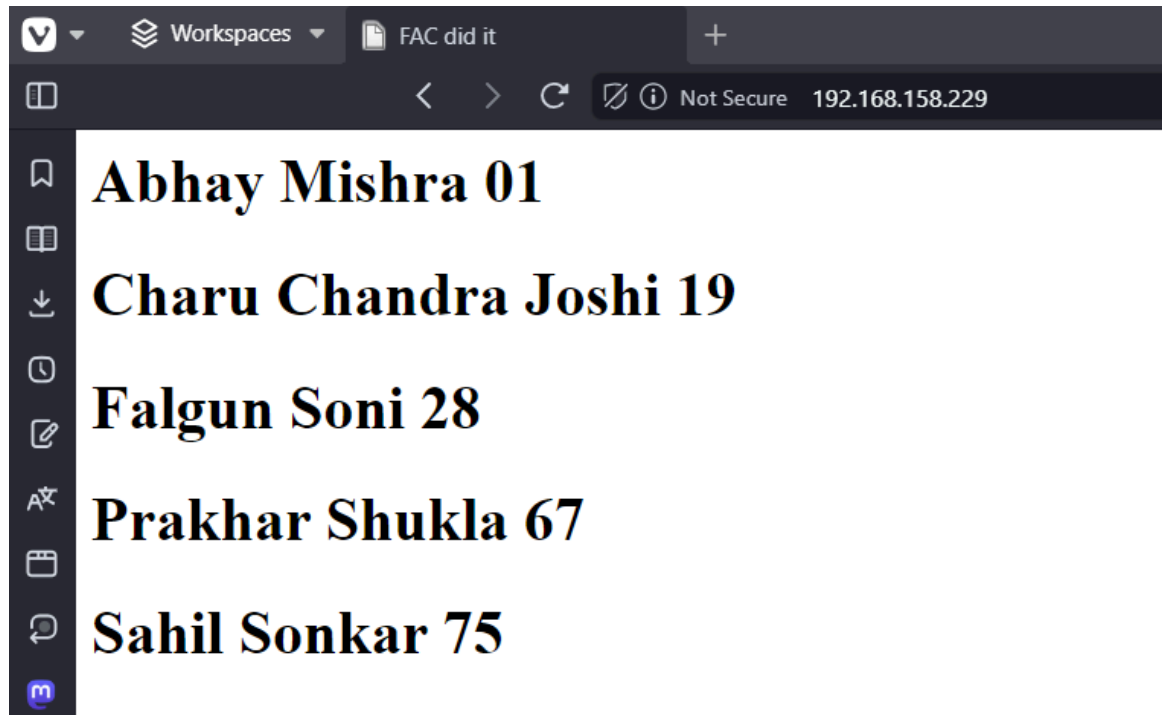 Workspaces
FAC did it
Not Secure 192.168.158.229
Abhay Mishra 01
Charu Chandra Joshi 19
Falgun Soni 28
Prakhar Shukla 67
Sahil Sonkar 75